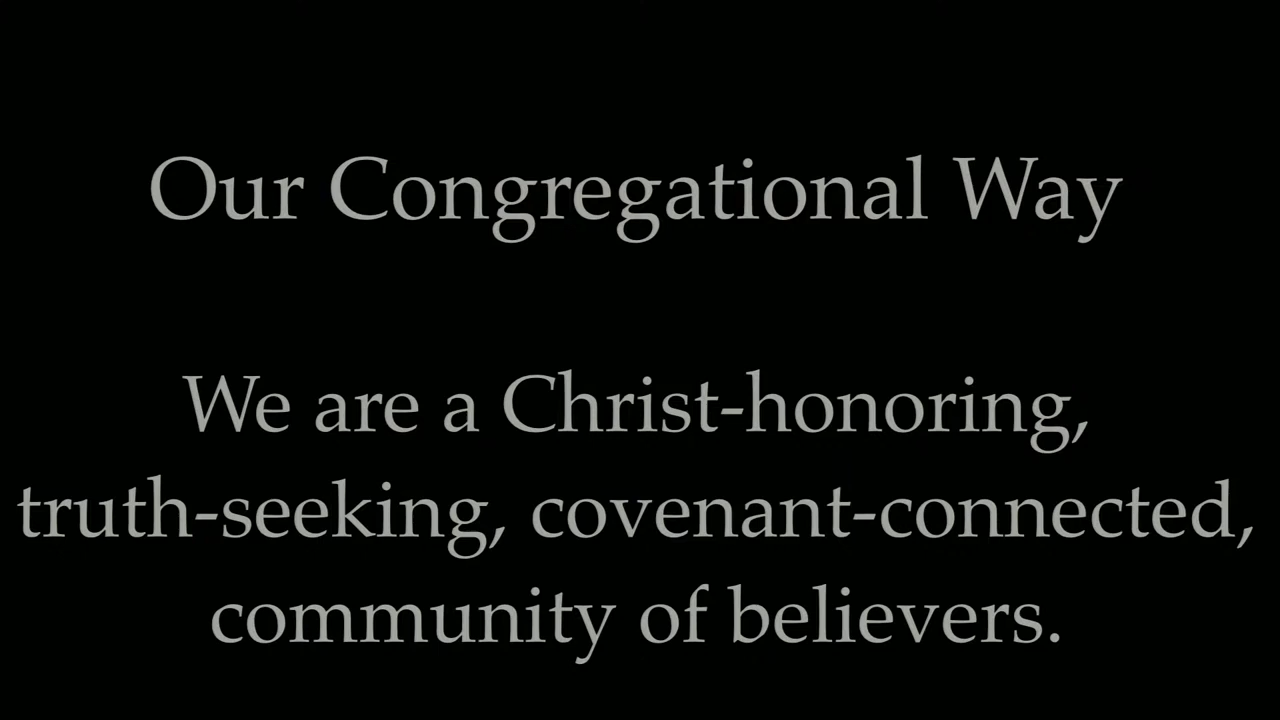 Our Congregational Way
We are a Christ-honoring,
truth-seeking, covenant-connected,
community of believers.